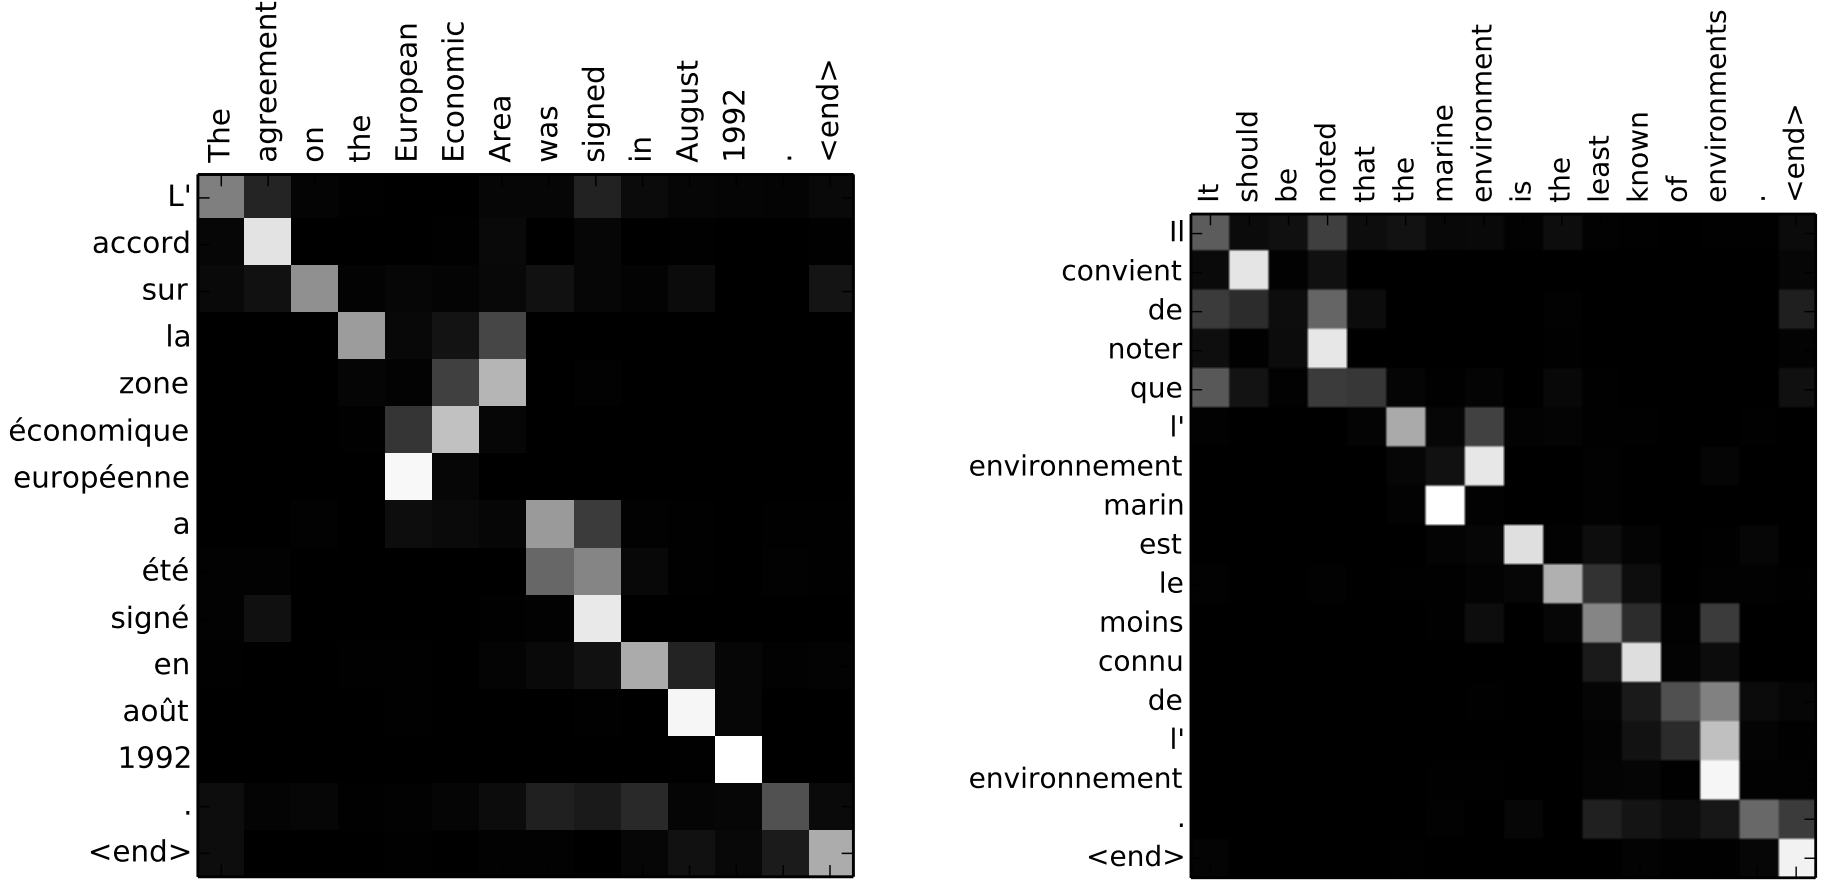 The
agreement
on
the
European
Economic
Area
was
signed
in
August
1992
.
<end>
L'
accord
sur
la
zone
économique
européenne
a
été
signé
en
août
1992
.
<end>
It
should
be
noted
that
the
marine
environment
is
the
least
known
of
environments
.
<end>
Il
convient
de
noter
que
l'
environnement
marin
est
le
moins
connu
de
l'
environnement
.
<end>